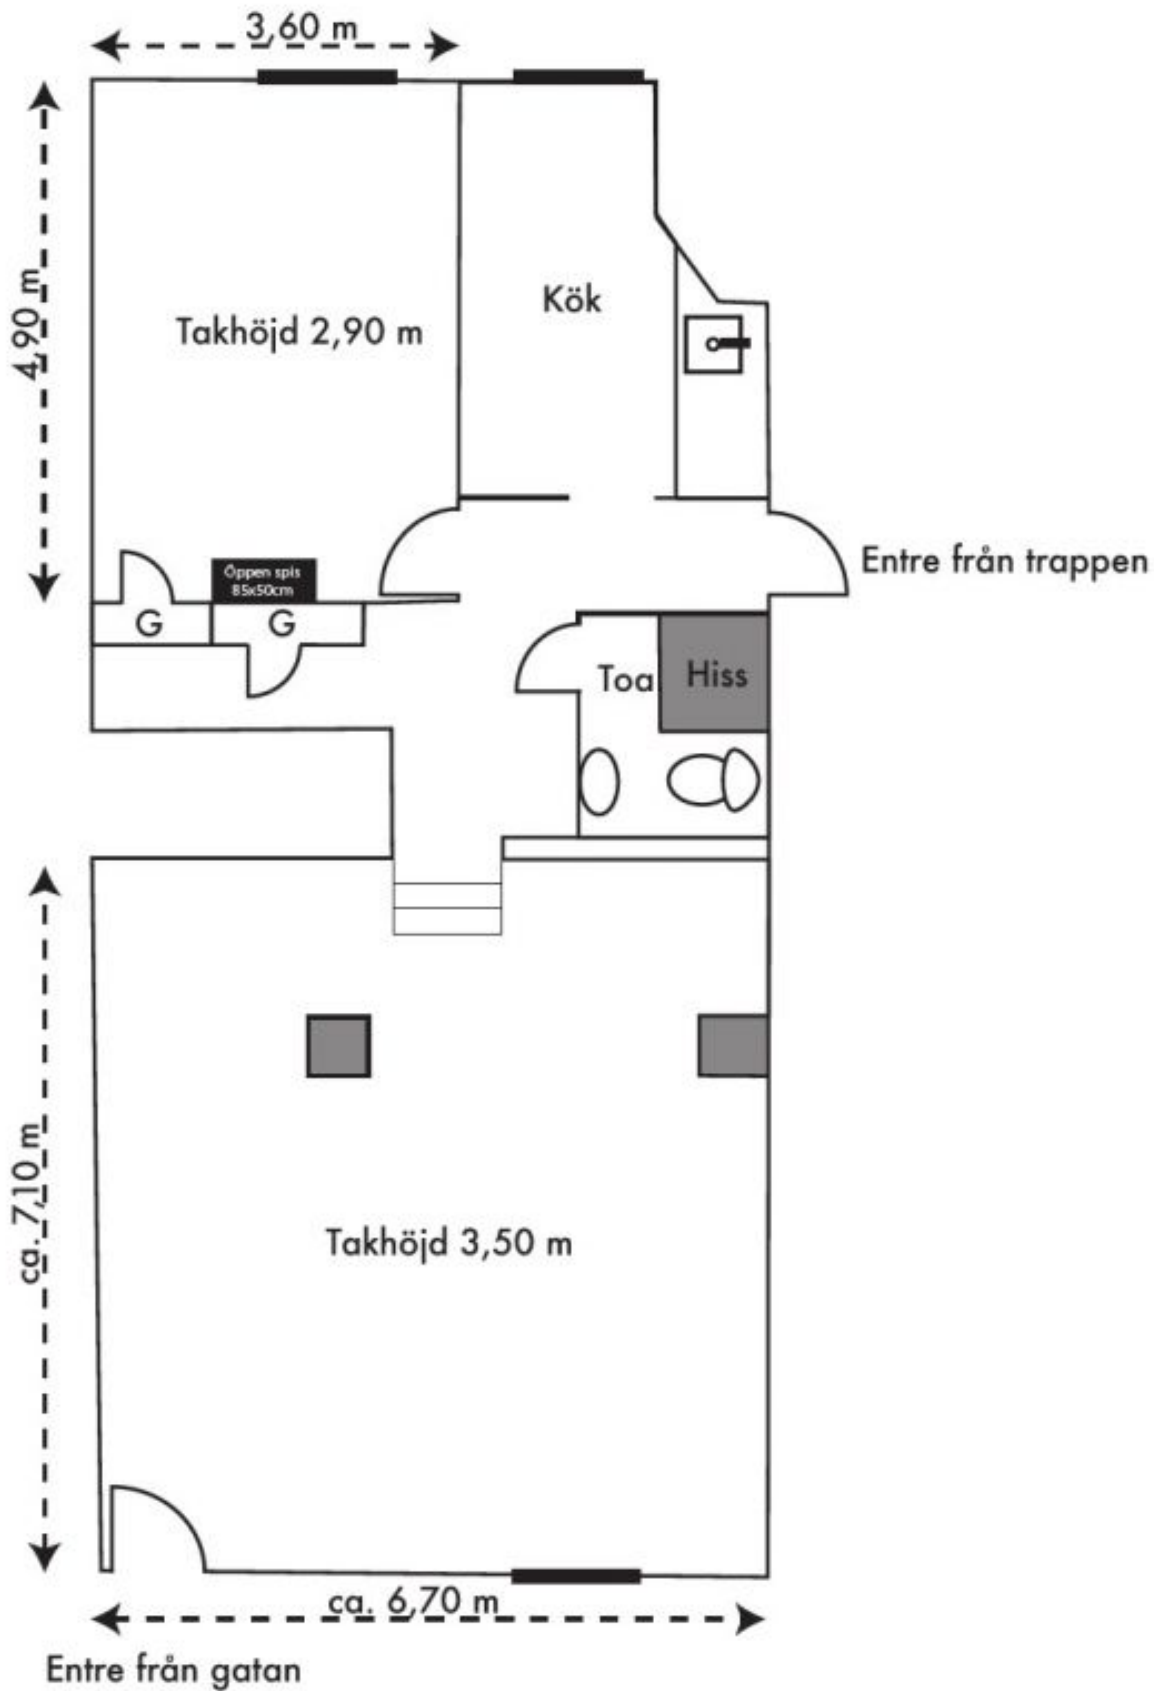 3,60 m
Kök
4,90 m
Takhöjd 2,90 m
Entre från trappen
Öppen spis
85x50cm
G
G
Toa
Hiss
ca. 7,10 m
Takhöjd 3,50 m
ca. 6,70 m
Entre från gatan